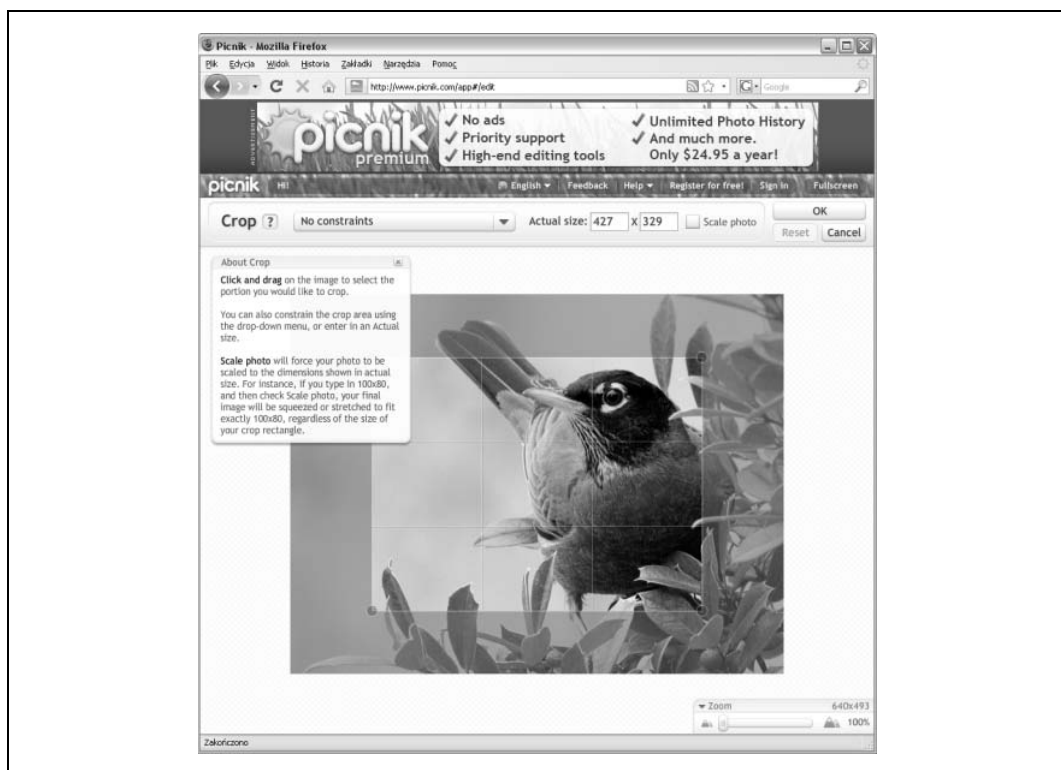 Picnik - Mozilla Firefox
Plik Edycja Widok Historia Zakładki Narzędzia Pomoc
http://www.picnik.com/app#/edit
G Google
ADVERTISEMENT
picnik
premium
✓ No ads
✓ Priority support
✓ High-end editing tools
✓ Unlimited Photo History
✓ And much more.
Only $24.95 a year!
picnik Hi! English Feedback Help Register for free! Sign in Fullscreen
Crop ? No constraints Actual size: 427 X 329 Scale photo
OK
Reset Cancel
About Crop
Click and drag on the image to select the
portion you would like to crop.
You can also constrain the crop area using
the drop-down menu, or enter in an Actual
size.
Scale photo will force your photo to be
scaled to the dimensions shown in actual
size. For instance, if you type in 100x80,
and then check Scale photo, your final
image will be squeezed or stretched to fit
exactly 100x80, regardless of the size of
your crop rectangle.
Zoom 640x493
100%
Zakończono